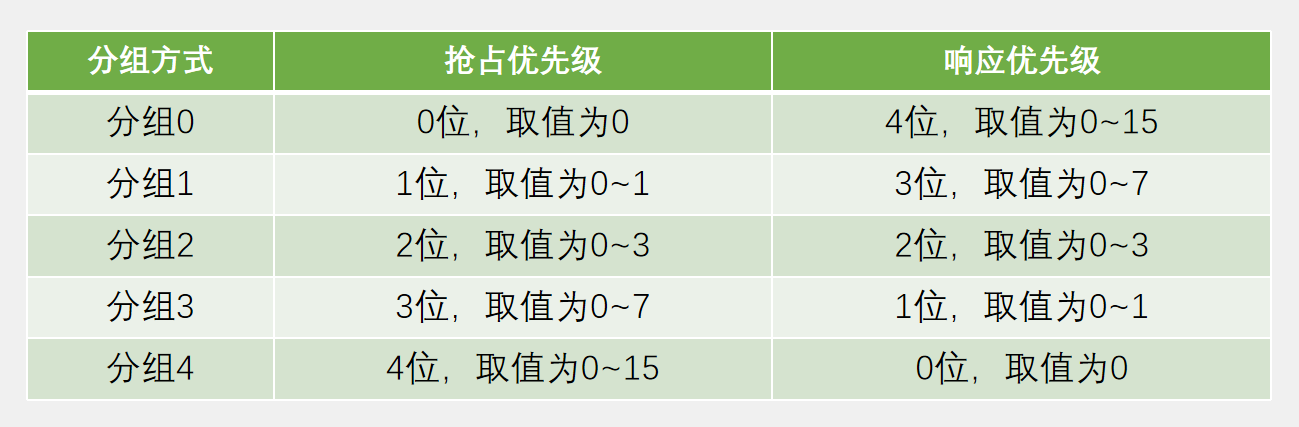 分组方式 抢占优先级 响应优先级
分组0 0位，取值为0 4位，取值为0~15
分组1 1位，取值为0~1 3位，取值为0~7
分组2 2位，取值为0~3 2位，取值为0~3
分组3 3位，取值为0~7 1位，取值为0~1
分组4 4位，取值为0~15 0位，取值为0